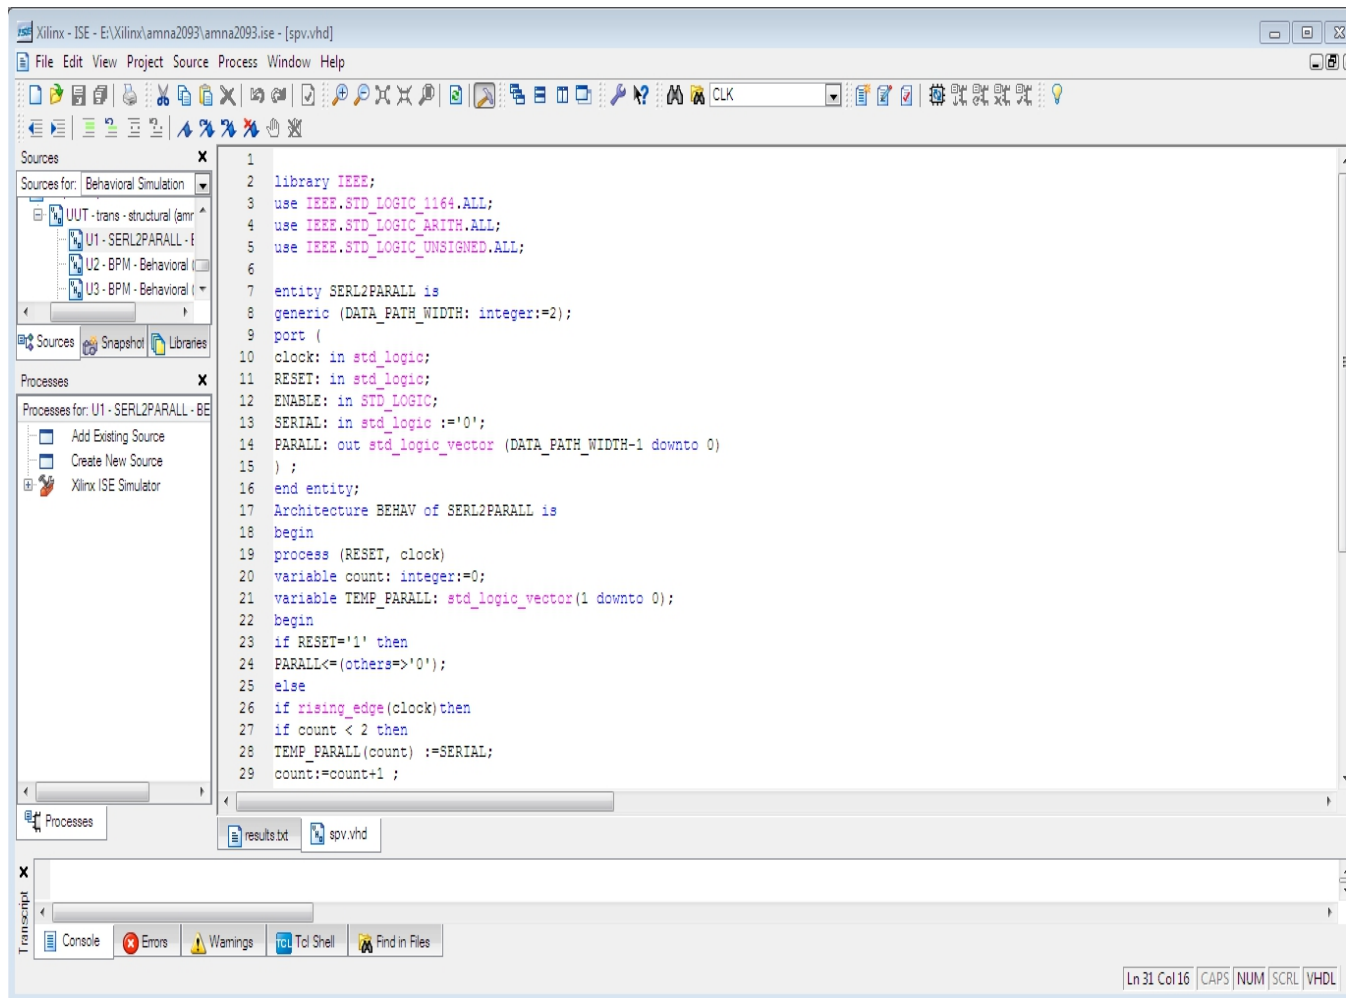 Xilinx - ISE - E:\Xilinx\amna2093\amna2093.ise - [spv.vhd]
File Edit View Project Source Process Window Help
CLK
Sources
Sources for: Behavioral Simulation
UUT - trans - structural (amr
U1 - SERL2PARALL - E
U2 - BPM - Behavioral (
U3 - BPM - Behavioral (
Sources Snapshot Libraries
Processes
Processes for: U1 - SERL2PARALL - BE
Add Existing Source
Create New Source
Xilinx ISE Simulator
Processes
1
2 library IEEE;
3 use IEEE.STD_LOGIC_1164.ALL;
4 use IEEE.STD_LOGIC_ARITH.ALL;
5 use IEEE.STD_LOGIC_UNSIGNED.ALL;
6
7 entity SERL2PARALL is
8 generic (DATA_PATH_WIDTH: integer:=2);
9 port (
10 clock: in std_logic;
11 RESET: in std_logic;
12 ENABLE: in STD_LOGIC;
13 SERIAL: in std_logic :='0';
14 PARALL: out std_logic_vector (DATA_PATH_WIDTH-1 downto 0)
15 ) ;
16 end entity;
17 Architecture BEHAV of SERL2PARALL is
18 begin
19 process (RESET, clock)
20 variable count: integer:=0;
21 variable TEMP_PARALL: std_logic_vector(1 downto 0);
22 begin
23 if RESET='1' then
24 PARALL<=(others=>'0');
25 else
26 if rising_edge(clock)then
27 if count < 2 then
28 TEMP_PARALL(count) :=SERIAL;
29 count:=count+1 ;
results.txt spv.vhd
Transcript
Console Errors Warnings TCL Tcl Shell Find in Files
Ln 31 Col 16 CAPS NUM SCRL VHDL